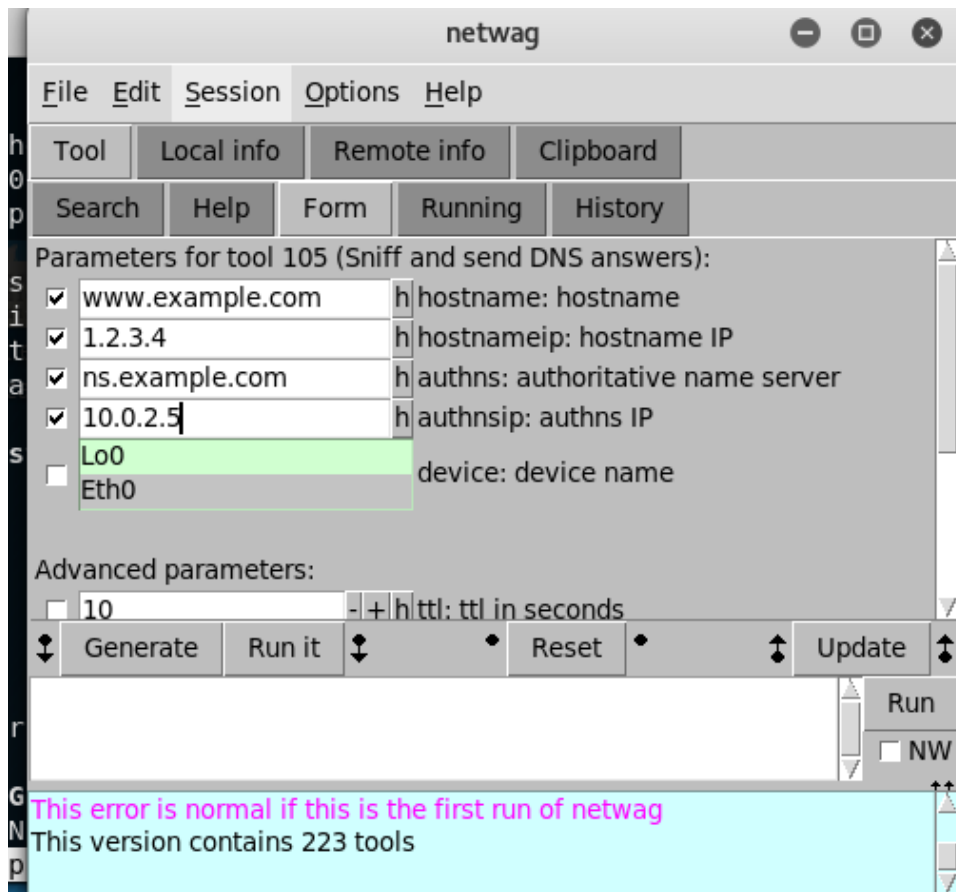 netwag
File Edit Session Options Help
Tool Local info Remote info Clipboard
Search Help Form Running History
Parameters for tool 105 (Sniff and send DNS answers):
www.example.com h hostname: hostname
1.2.3.4 h hostnameip: hostname IP
ns.example.com h authns: authoritative name server
10.0.2.5 h authnsip: authns IP
Lo0
device: device name
Eth0
Advanced parameters:
10 - + h ttl: ttl in seconds
Generate Run it Reset Update
Run
NW
This error is normal if this is the first run of netwag
This version contains 223 tools